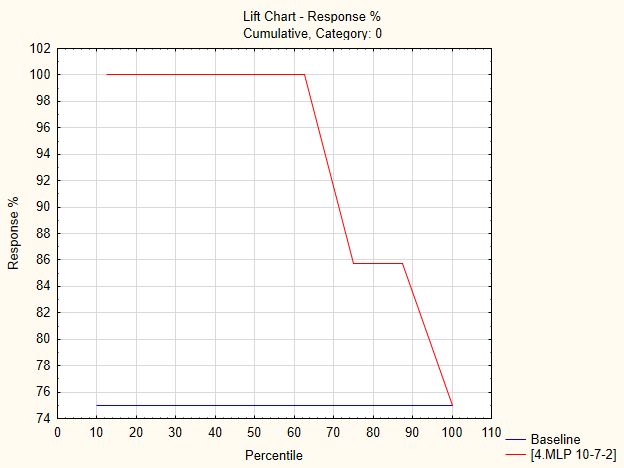 Lift Chart - Response %
Cumulative, Category: 0
102
100
98
96
94
92
90
88
86
84
82
80
78
76
74
Response %
0 10 20 30 40 50 60 70 80 90 100 110
Percentile
Baseline
[4.MLP 10-7-2]